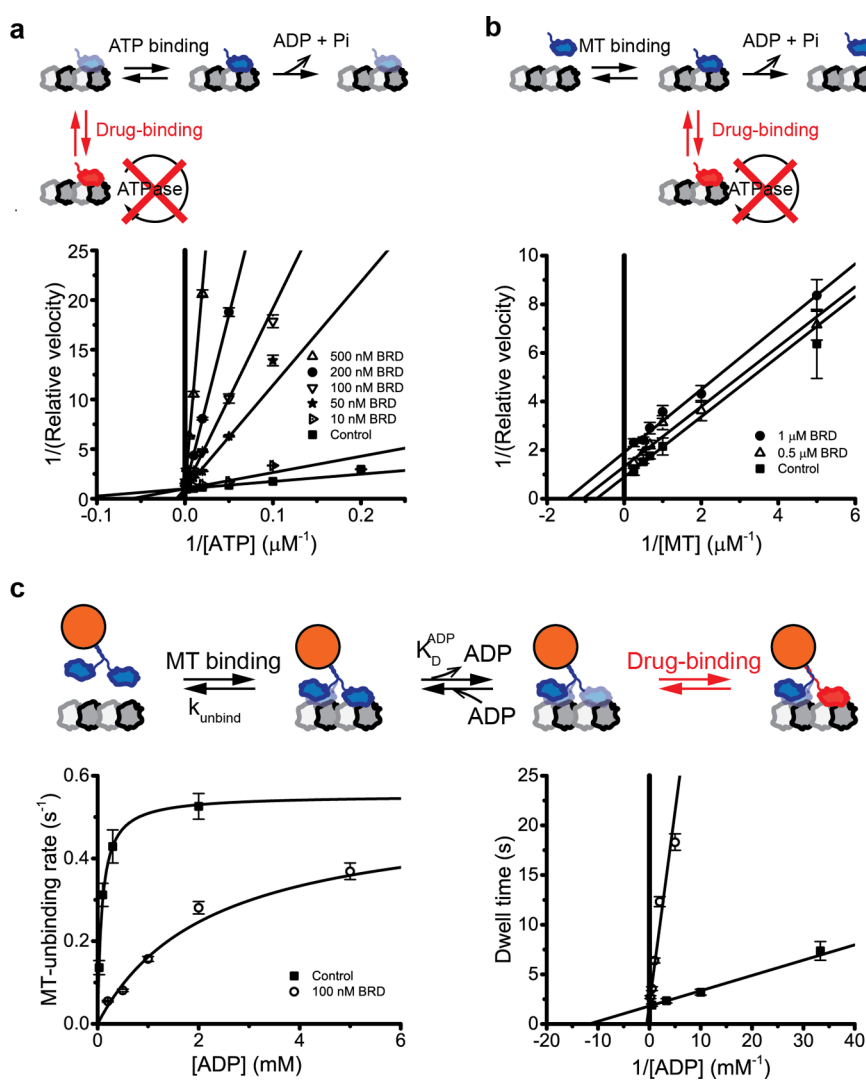 a
ATP binding
ADP + Pi
Drug-binding
ATPase
25
20
15
10
5
0
1/(Relative velocity)
-0.1
0.0
0.1
0.2
1/[ATP] (μM⁻¹)
500 nM BRD
200 nM BRD
100 nM BRD
50 nM BRD
10 nM BRD
Control
b
MT binding
ADP + Pi
Drug-binding
ATPase
10
8
6
4
2
0
1/(Relative velocity)
-2
0
2
4
6
1/[MT] (μM⁻¹)
1 μM BRD
0.5 μM BRD
Control
c
MT binding
k_unbind
K_D^ADP
ADP
ADP
Drug-binding
0.6
0.4
0.2
0.0
MT-unbinding rate (s⁻¹)
0
2
4
6
[ADP] (mM)
Control
100 nM BRD
25
20
15
10
5
0
Dwell time (s)
-20
-10
0
10
20
30
40
1/[ADP] (mM⁻¹)